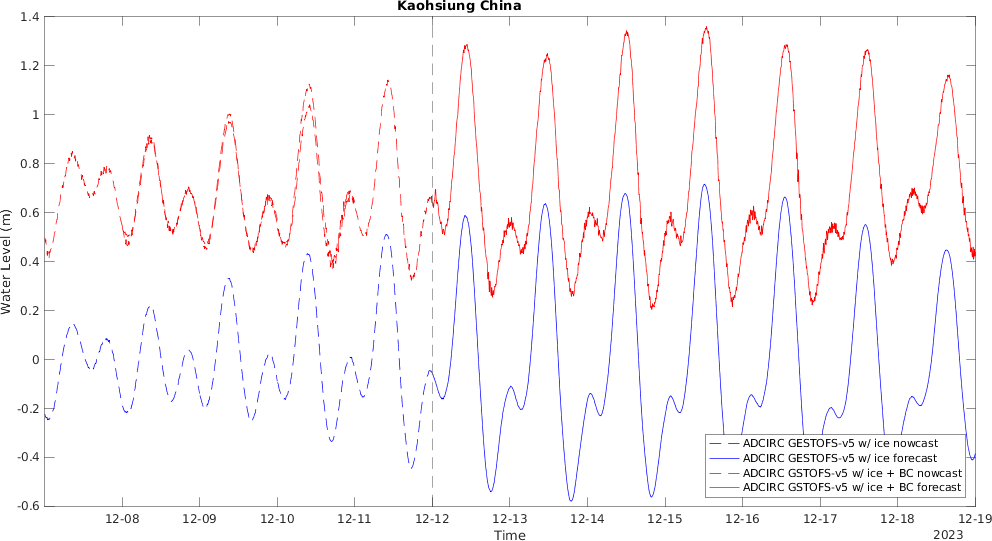 Kaohsiung China
1.4
1.2
1
0.8
0.6
0.4
0.2
0
-0.2
-0.4
-0.6
Water Level (m)
12-08 12-09 12-10 12-11 12-12 12-13 12-14 12-15 12-16 12-17 12-18 12-19
Time
2023
ADCIRC GESTOFS-v5 w/ ice nowcast
ADCIRC GESTOFS-v5 w/ ice forecast
ADCIRC GSTOFS-v5 w/ ice + BC nowcast
ADCIRC GSTOFS-v5 w/ ice + BC forecast